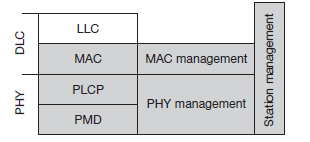 DLC
LLC
MAC
MAC management
PHY
PLCP
PHY management
PMD
Station management